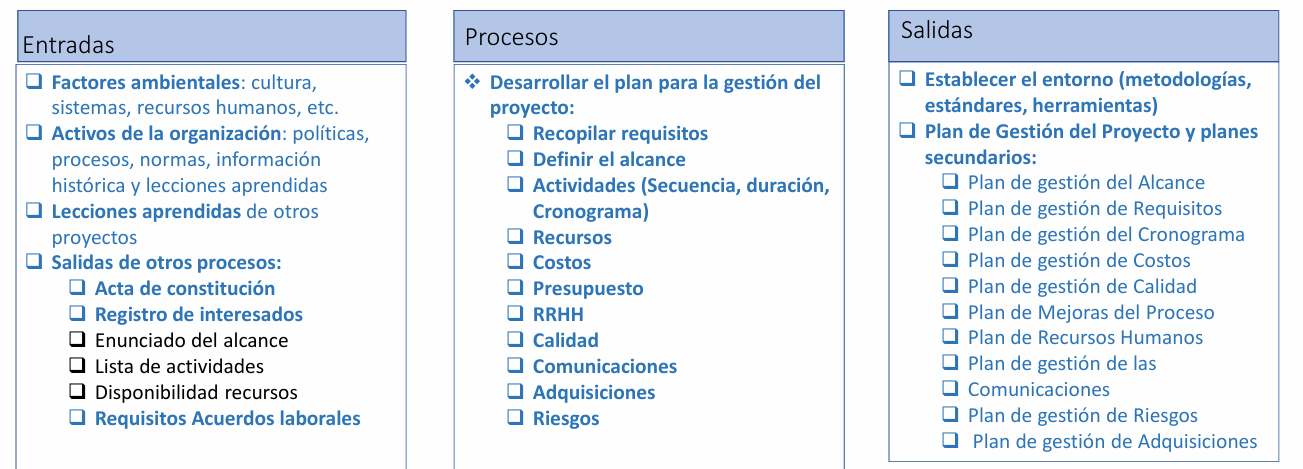 Entradas
Factores ambientales: cultura,
sistemas, recursos humanos, etc.
Activos de la organización: políticas,
procesos, normas, información
histórica y lecciones aprendidas
Lecciones aprendidas de otros
proyectos
Salidas de otros procesos:
Acta de constitución
Registro de interesados
Enunciado del alcance
Lista de actividades
Disponibilidad recursos
Requisitos Acuerdos laborales
Procesos
Desarrollar el plan para la gestión del
proyecto:
Recopilar requisitos
Definir el alcance
Actividades (Secuencia, duración,
Cronograma)
Recursos
Costos
Presupuesto
RRHH
Calidad
Comunicaciones
Adquisiciones
Riesgos
Salidas
Establecer el entorno (metodologías,
estándares, herramientas)
Plan de Gestión del Proyecto y planes
secundarios:
Plan de gestión del Alcance
Plan de gestión de Requisitos
Plan de gestión del Cronograma
Plan de gestión de Costos
Plan de gestión de Calidad
Plan de Mejoras del Proceso
Plan de Recursos Humanos
Plan de gestión de las
Comunicaciones
Plan de gestión de Riesgos
Plan de gestión de Adquisiciones